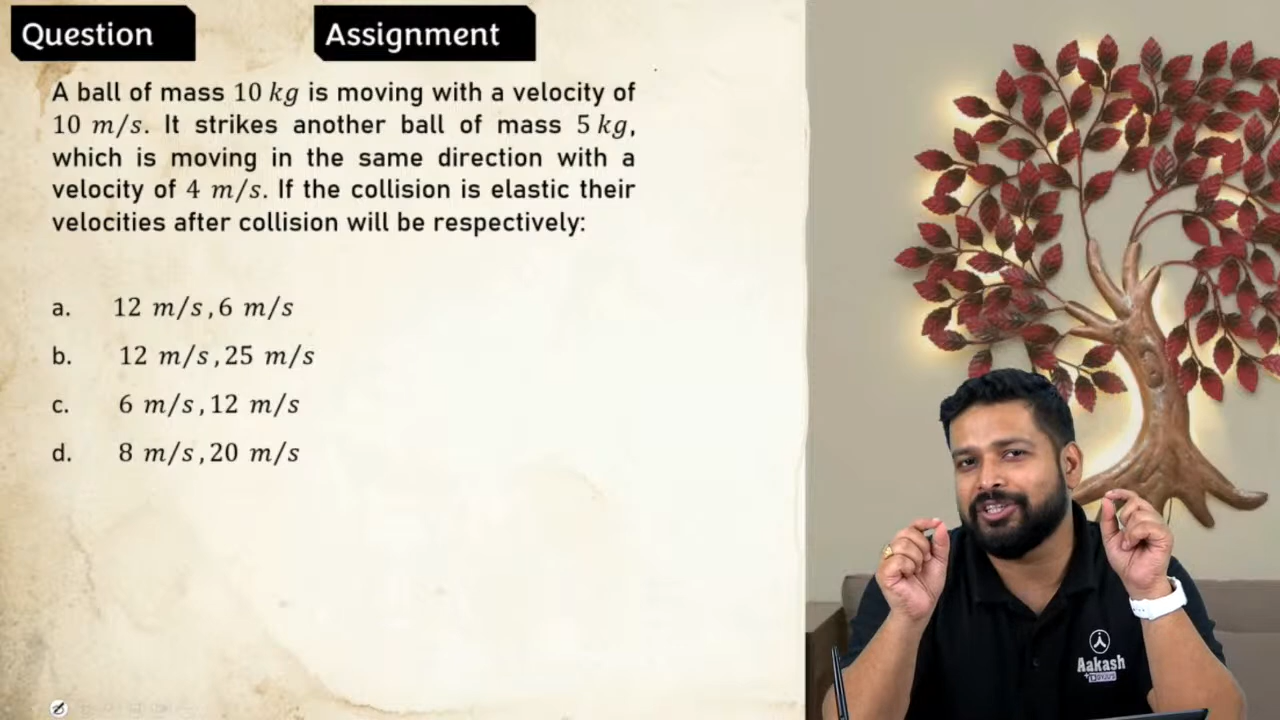 Question
Assignment
A ball of mass 10 kg is moving with a velocity of
10 m/s. It strikes another ball of mass 5 kg,
which is moving in the same direction with a
velocity of 4 m/s. If the collision is elastic their
velocities after collision will be respectively:
a. 12 m/s, 6 m/s
b. 12 m/s, 25 m/s
c. 6 m/s, 12 m/s
d. 8 m/s, 20 m/s
Aakash
BYJU'S